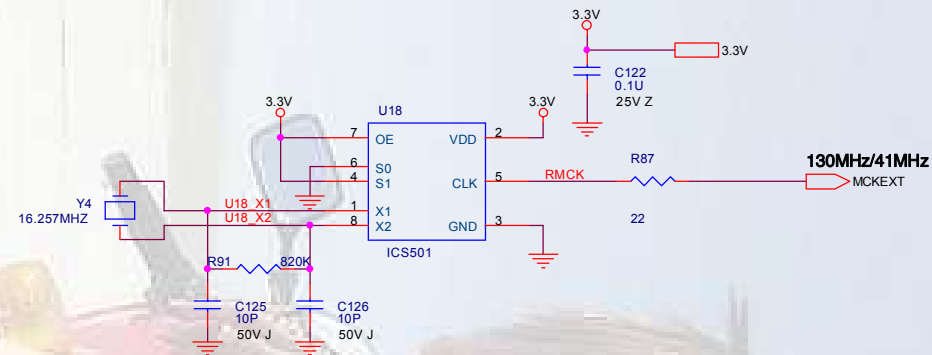 3.3V
3.3V
C122
0.1U
25V Z
3.3V
U18
3.3V
7 OE VDD 2
6 S0
4 S1
R87
130MHz/41MHz
CLK 5 RMCK
MCKEXT
Y4
16.257MHZ
U18_X1 1 X1
U18_X2 8 X2
GND 3
22
ICS501
R91 820K
C125
10P
50V J
C126
10P
50V J